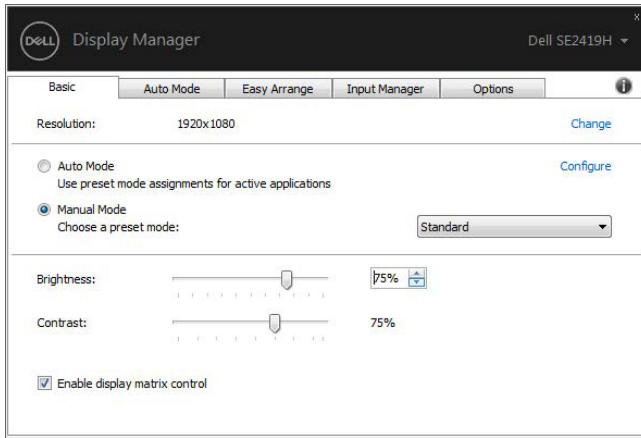 x
DELL Display Manager Dell SE2419H
Basic Auto Mode Easy Arrange Input Manager Options i
Resolution: 1920x1080 Change
Auto Mode Configure
Use preset mode assignments for active applications
Manual Mode
Choose a preset mode: Standard
Brightness: 75%
Contrast: 75%
Enable display matrix control